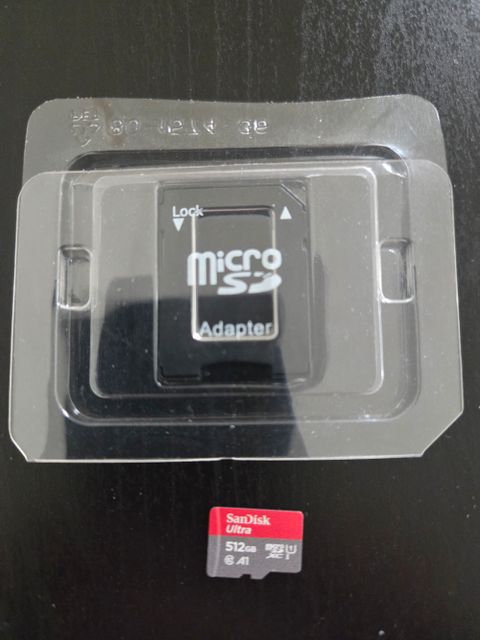 Lock
Micro
SD
Adapter
SanDisk
Ultra
512GB
A1